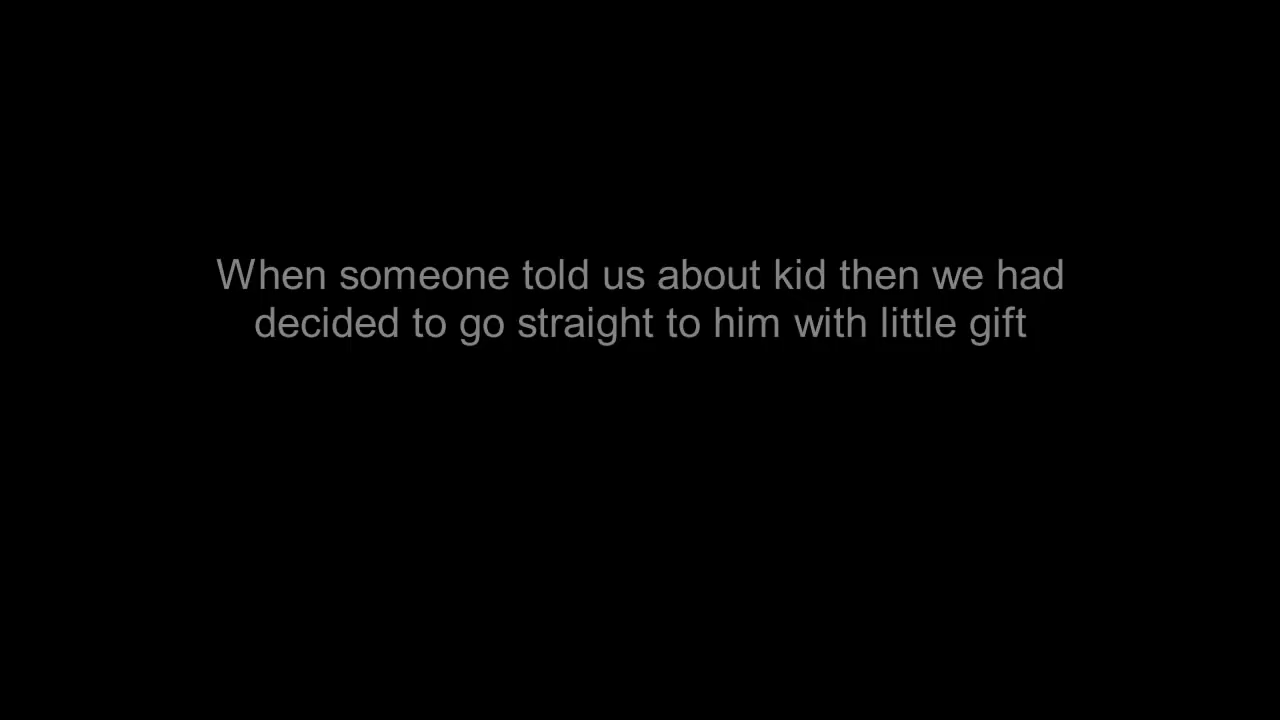 When someone told us about kid then we had
decided to go straight to him with little gift